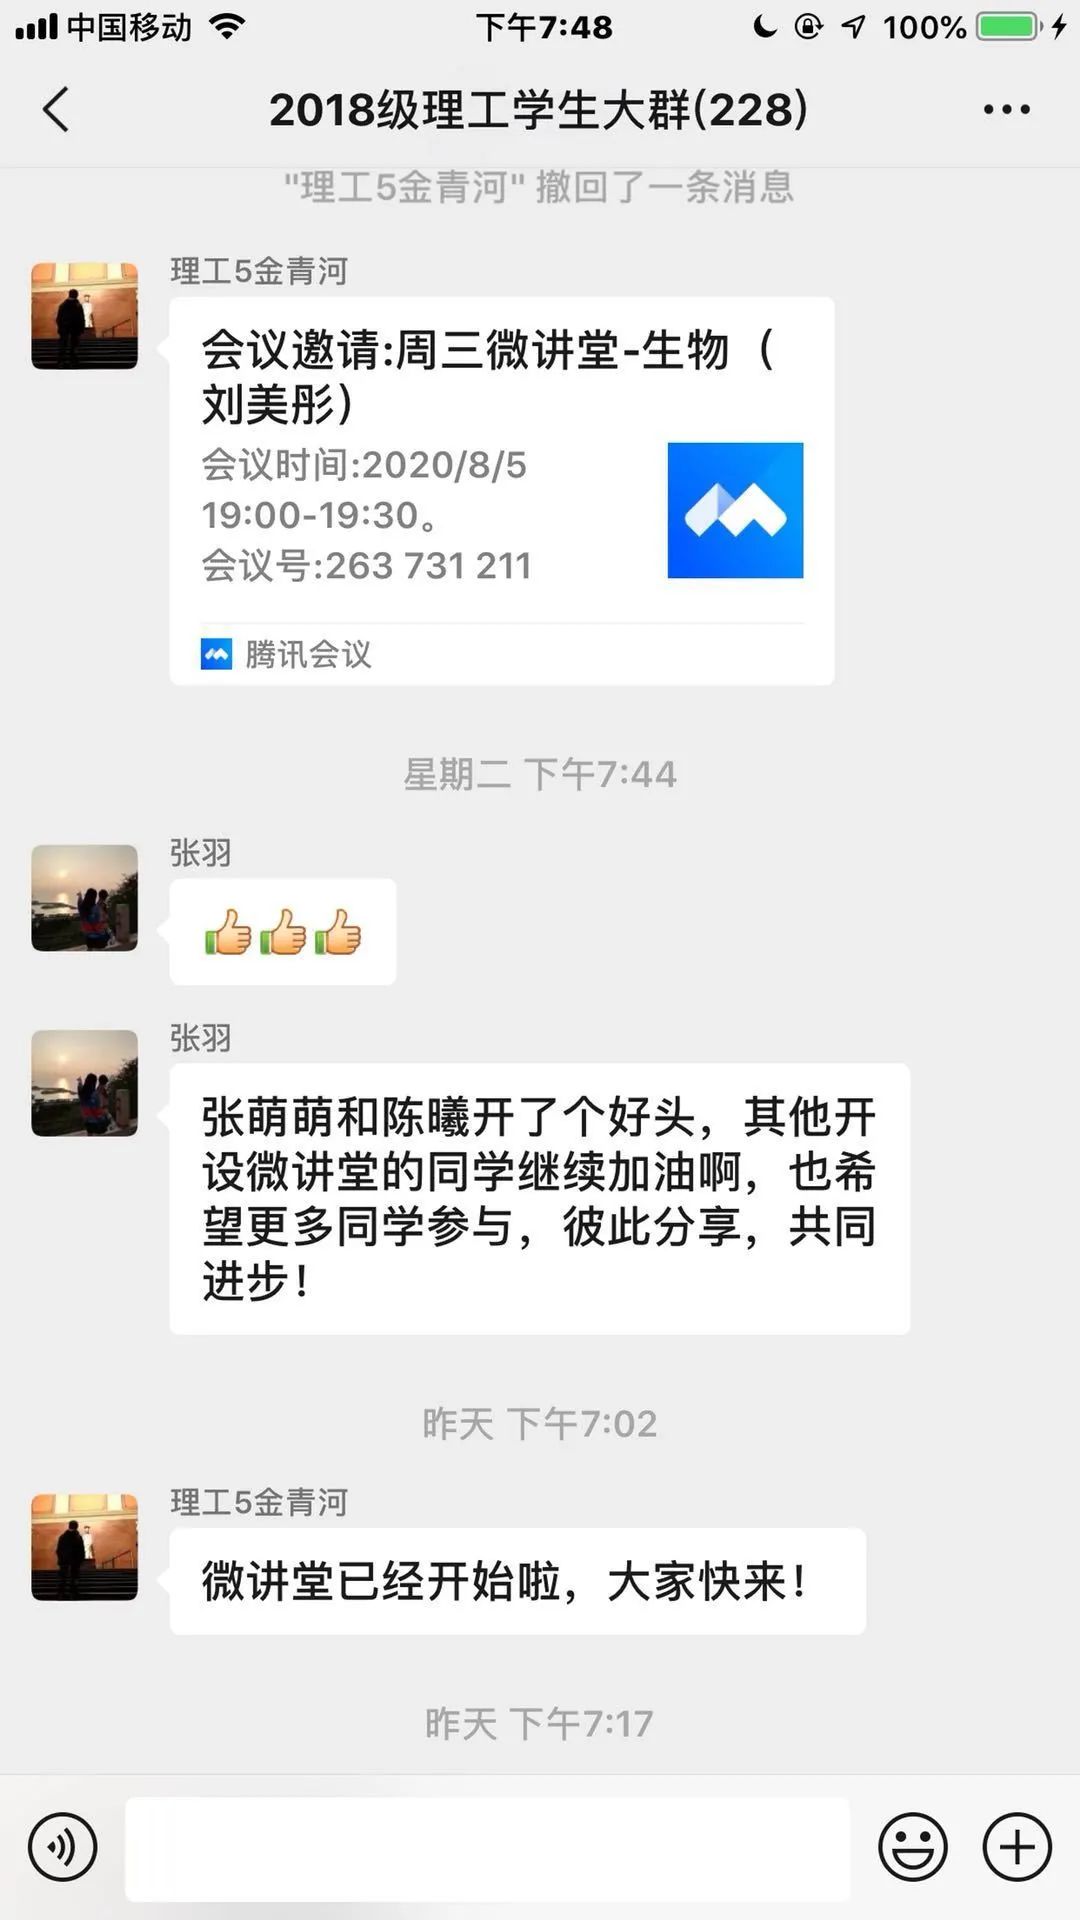 中国移动 下午7:48 100%
2018级理工学生大群(228)
"理工5金青河" 撤回了一条消息
理工5金青河
会议邀请:周三微讲堂-生物（
刘美彤）
会议时间:2020/8/5
19:00-19:30。
会议号:263 731 211
腾讯会议
星期二 下午7:44
张羽
👍👍👍
张羽
张萌萌和陈曦开了个好头，其他开
设微讲堂的同学继续加油啊，也希
望更多同学参与，彼此分享，共同
进步！
昨天 下午7:02
理工5金青河
微讲堂已经开始啦，大家快来！
昨天 下午7:17